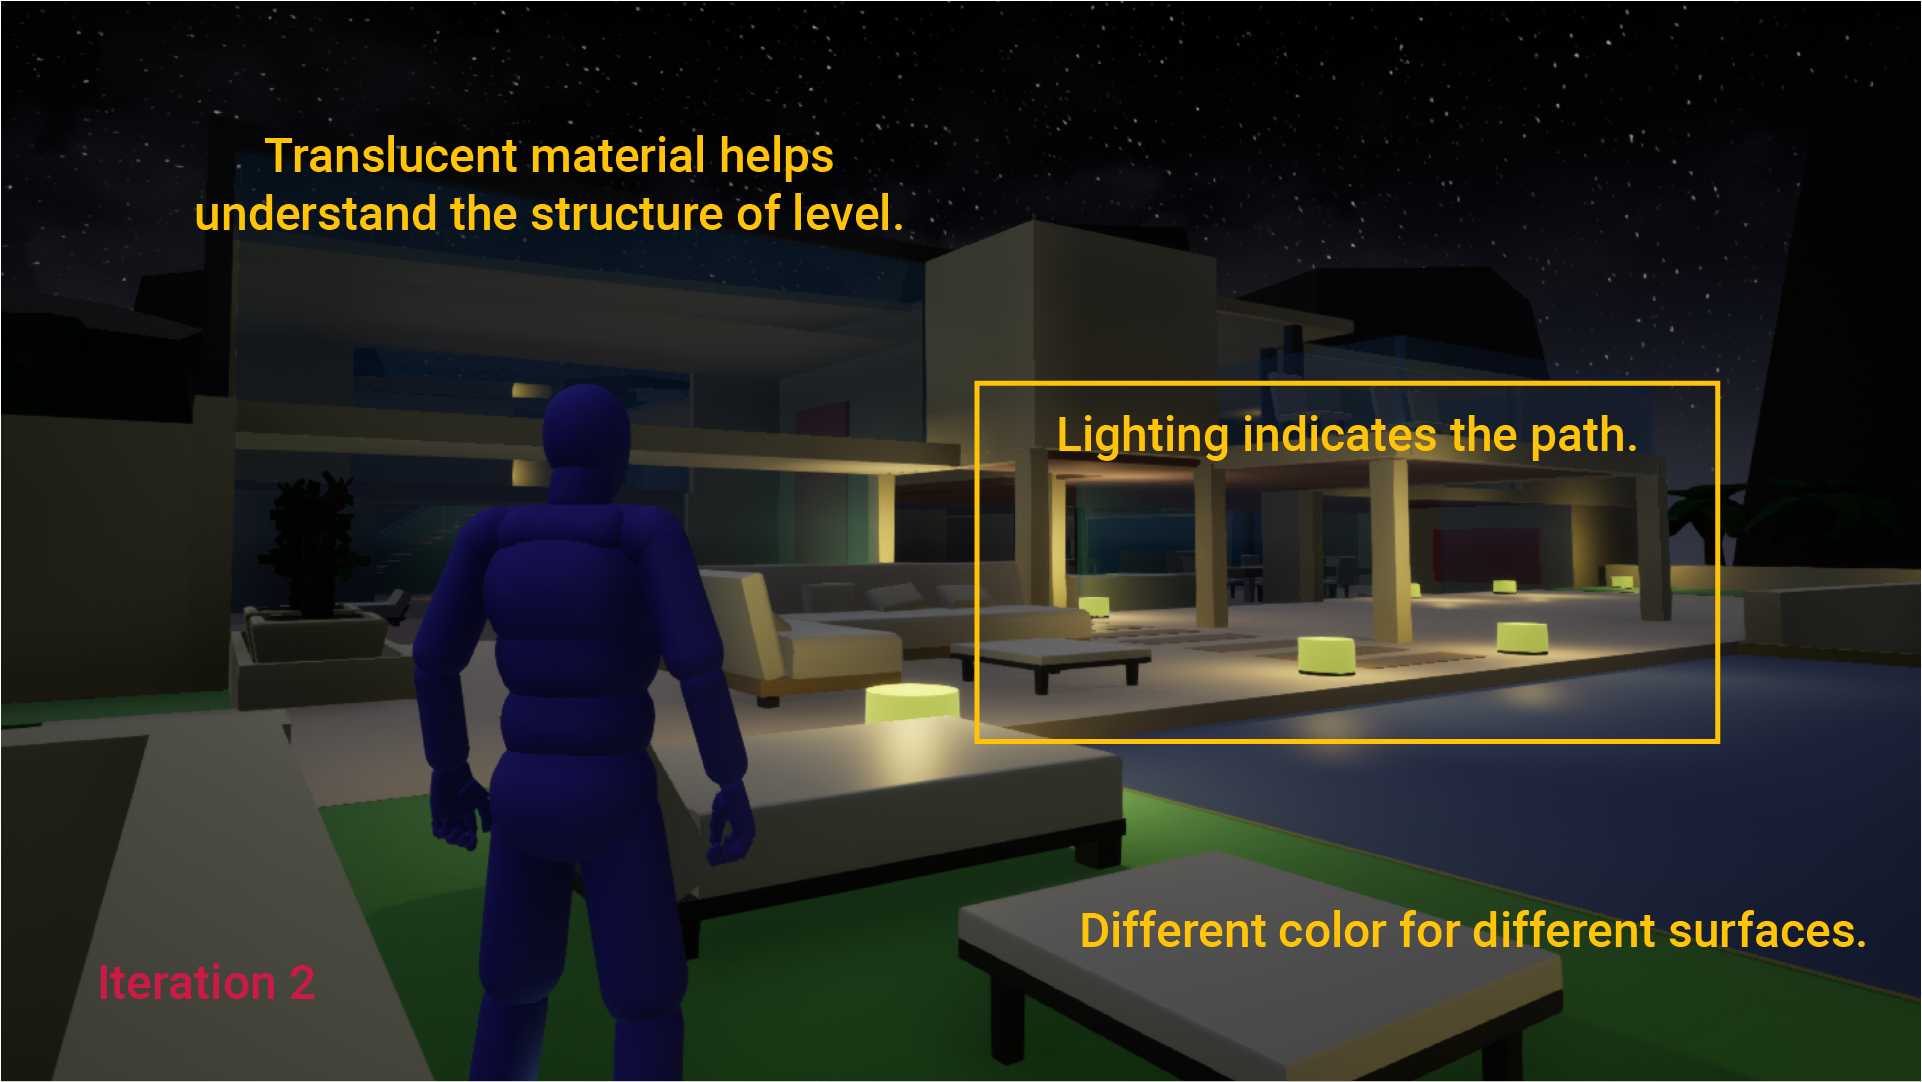 Translucent material helps
understand the structure of level.
Lighting indicates the path.
Different color for different surfaces.
Iteration 2